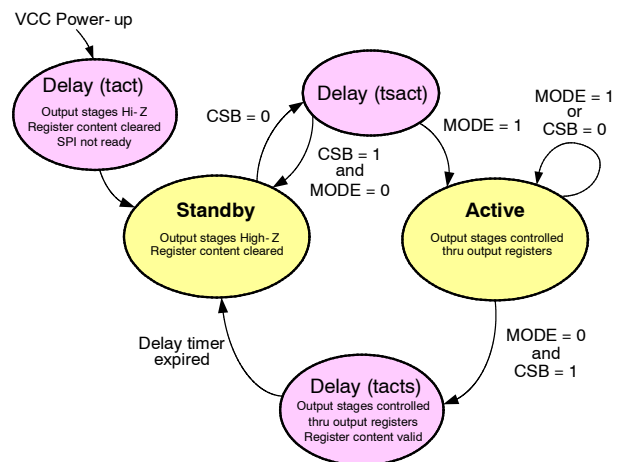 VCC Power- up
Delay (tact)
Output stages Hi- Z
Register content cleared
SPI not ready
CSB = 0
Delay (tsact)
CSB = 1
and
MODE = 0
MODE = 1
MODE = 1
or
CSB = 0
Standby
Output stages High- Z
Register content cleared
Active
Output stages controlled
thru output registers
Delay timer
expired
MODE = 0
and
CSB = 1
Delay (tacts)
Output stages controlled
thru output registers
Register content valid